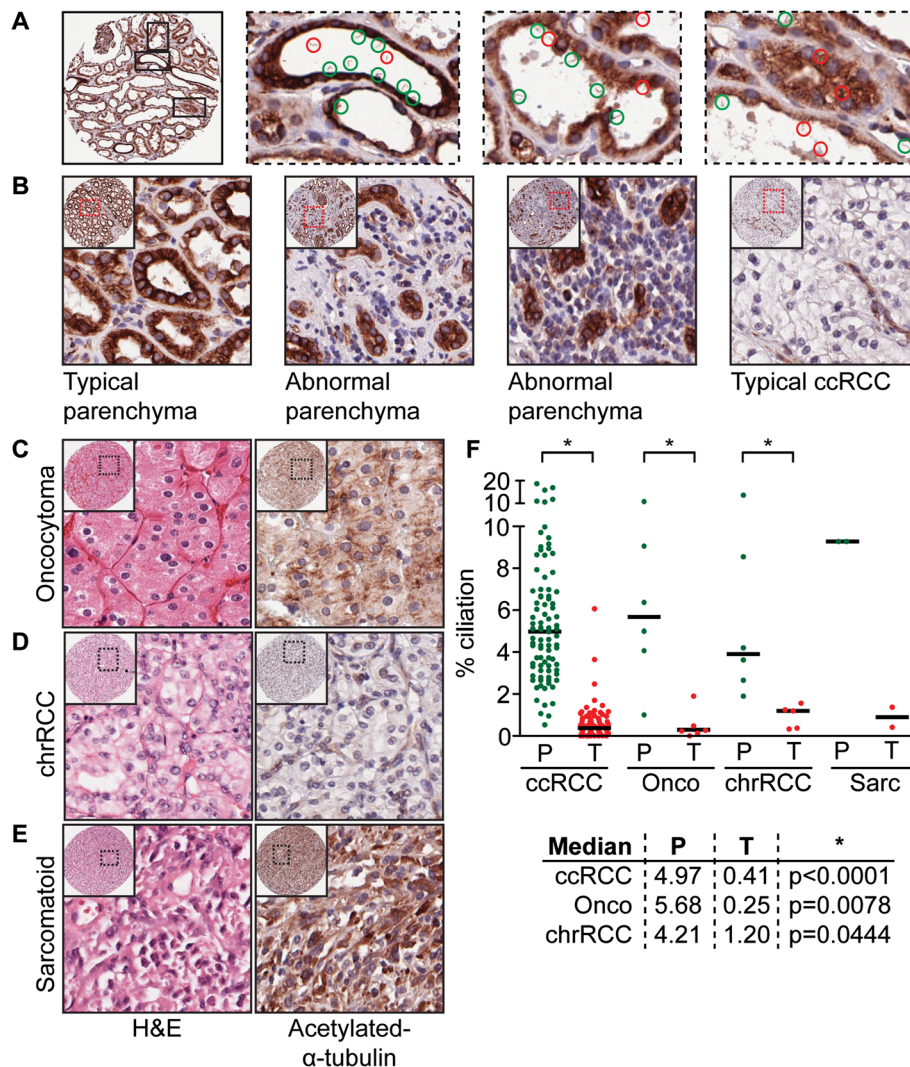 A
B
Typical
parenchyma
Abnormal
parenchyma
Abnormal
parenchyma
Typical ccRCC
C
Oncocytoma
D
chrRCC
E
Sarcomatoid
H&E
Acetylated-
α-tubulin
F
* * *
% ciliation
20
10
10
8
6
4
2
0
P T P T P T P T
ccRCC Onco chrRCC Sarc
Median P T *
ccRCC 4.97 0.41 p<0.0001
Onco 5.68 0.25 p=0.0078
chrRCC 4.21 1.20 p=0.0444